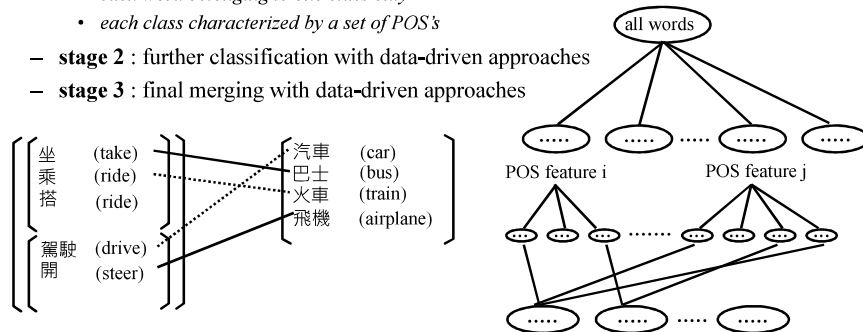 • each class characterized by a set of POS's
– stage 2 : further classification with data-driven approaches
– stage 3 : final merging with data-driven approaches
坐 (take)
乘 (ride)
搭 (ride)
駕駛 (drive)
開 (steer)
汽車 (car)
巴士 (bus)
火車 (train)
飛機 (airplane)
all words
..... ..... ..... ..... .....
POS feature i POS feature j
... ... ... ....... ... ... ... ...
..... ..... ..... .....